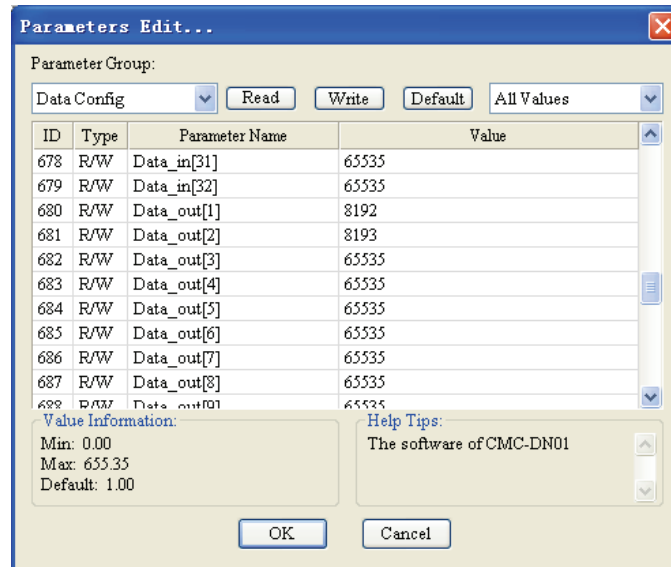 Parameters Edit...
Parameter Group:
Data Config Read Write Default All Values
ID Type Parameter Name Value
678 R/W Data_in[31] 65535
679 R/W Data_in[32] 65535
680 R/W Data_out[1] 8192
681 R/W Data_out[2] 8193
682 R/W Data_out[3] 65535
683 R/W Data_out[4] 65535
684 R/W Data_out[5] 65535
685 R/W Data_out[6] 65535
686 R/W Data_out[7] 65535
687 R/W Data_out[8] 65535
688 R/W Data_out[9] 65535
Value Information: Help Tips:
Min: 0.00 The software of CMC-DN01
Max: 655.35
Default: 1.00
OK Cancel